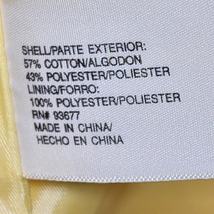 SHELL/PARTE EXTERIOR:
57% COTTON/ALGODON
43% POLYESTER/POLIESTER
LINING/FORRO:
100% POLYESTER/POLIESTER
RN# 93677
MADE IN CHINA/
HECHO EN CHINA